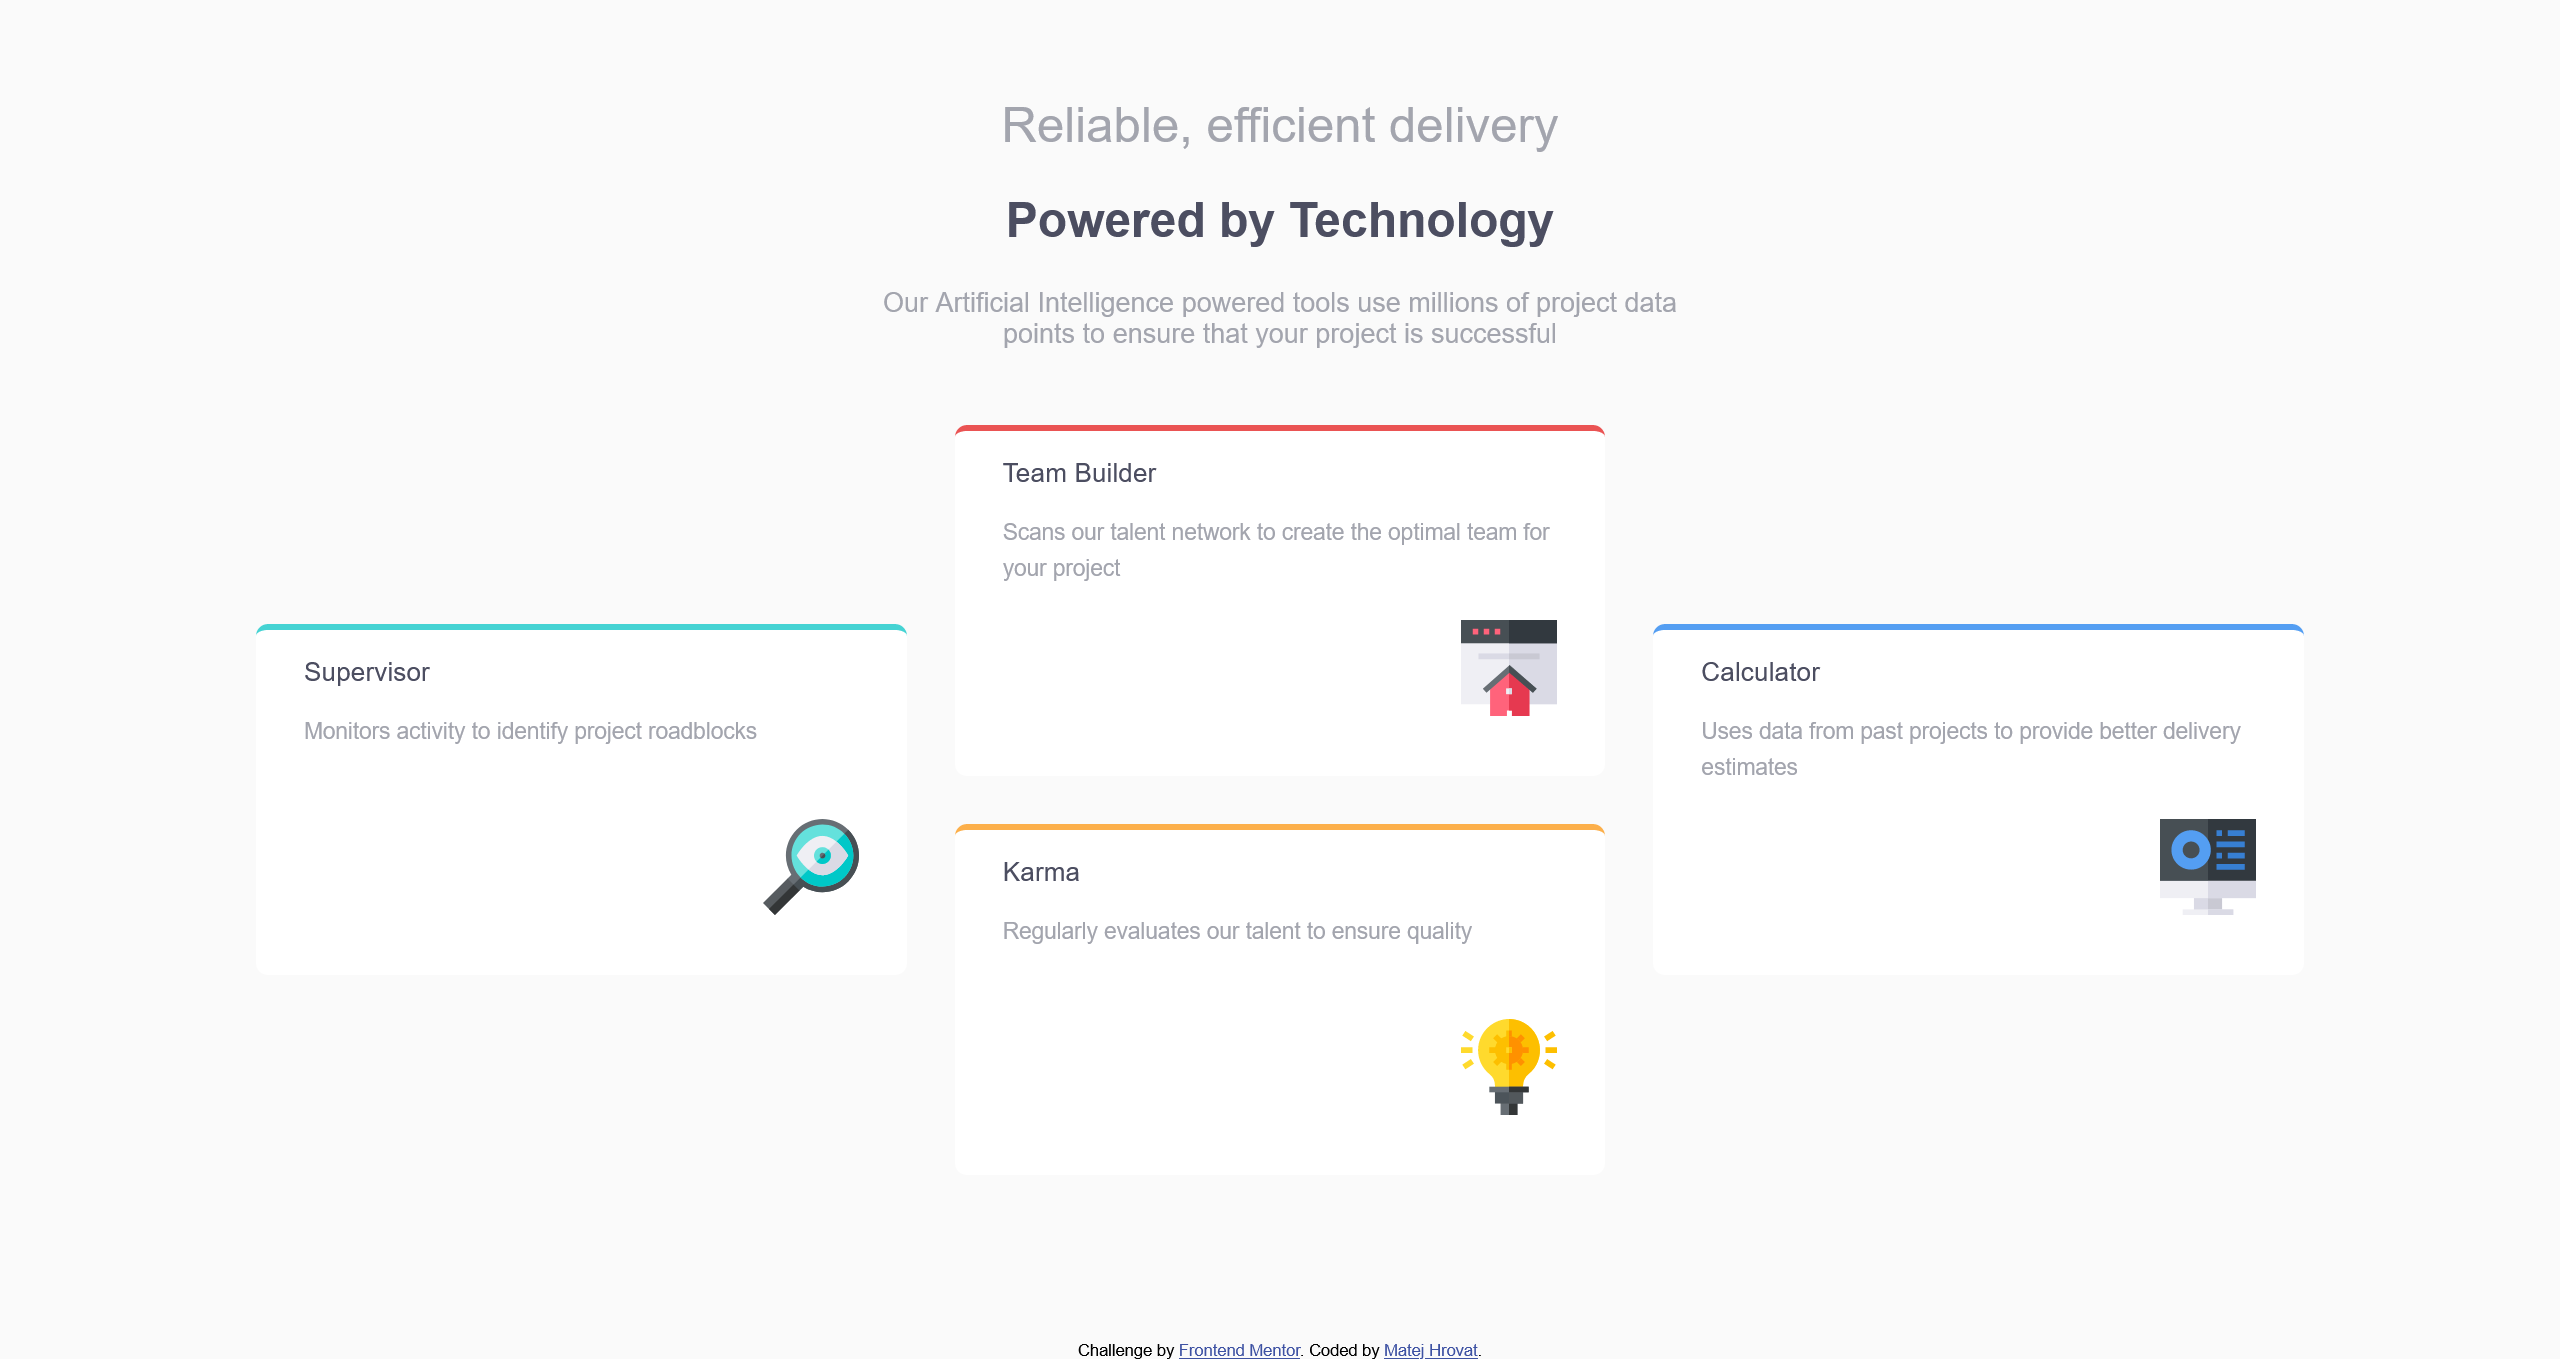 Reliable, efficient delivery
Powered by Technology
Our Artificial Intelligence powered tools use millions of project data
points to ensure that your project is successful
Team Builder
Scans our talent network to create the optimal team for
your project
Supervisor
Monitors activity to identify project roadblocks
Calculator
Uses data from past projects to provide better delivery
estimates
Karma
Regularly evaluates our talent to ensure quality
Challenge by Frontend Mentor. Coded by Matej Hrovat.